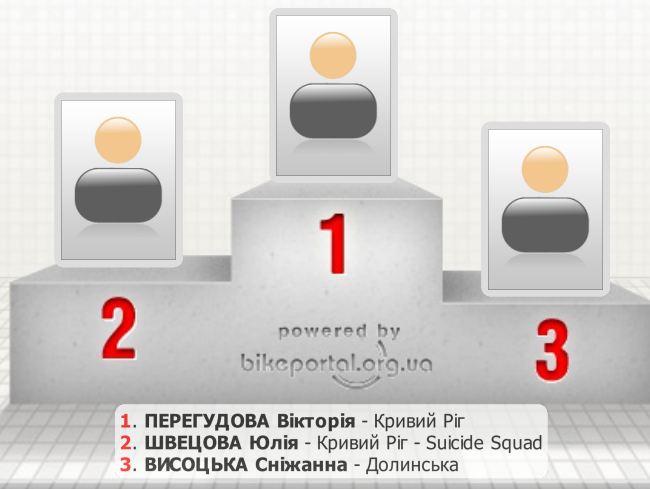 1
2
3
powered by
bikeportal.org.ua
1. ПЕРЕГУДОВА Вікторія - Кривий Ріг
2. ШВЕЦОВА Юлія - Кривий Ріг - Suicide Squad
3. ВИСОЦЬКА Сніжанна - Долинська